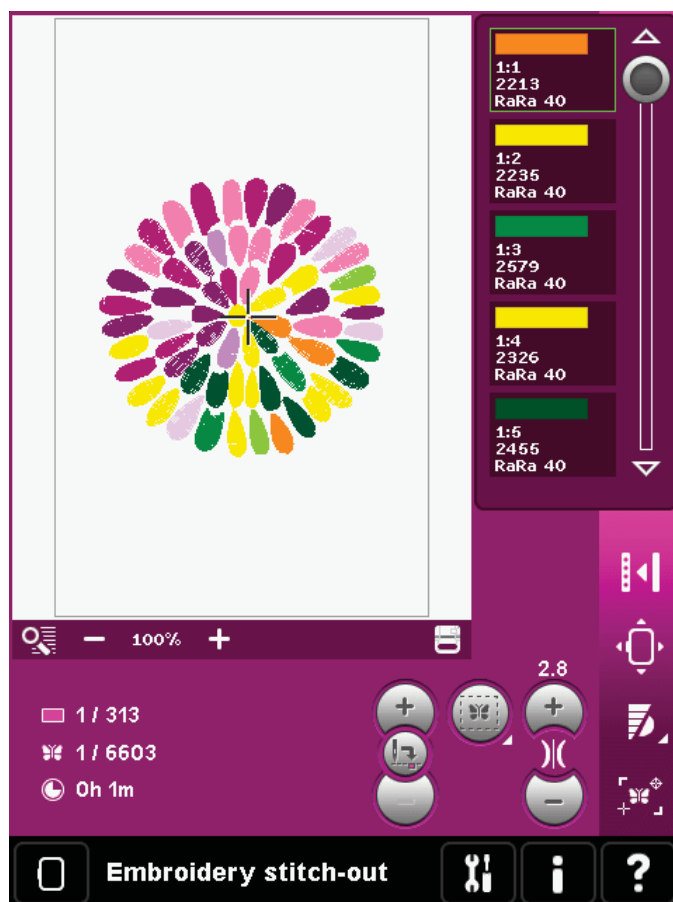 1:1
2213
RaRa 40
1:2
2235
RaRa 40
1:3
2579
RaRa 40
1:4
2326
RaRa 40
1:5
2455
RaRa 40
100%
2.8
1 / 313
1 / 6603
0h 1m
Embroidery stitch-out